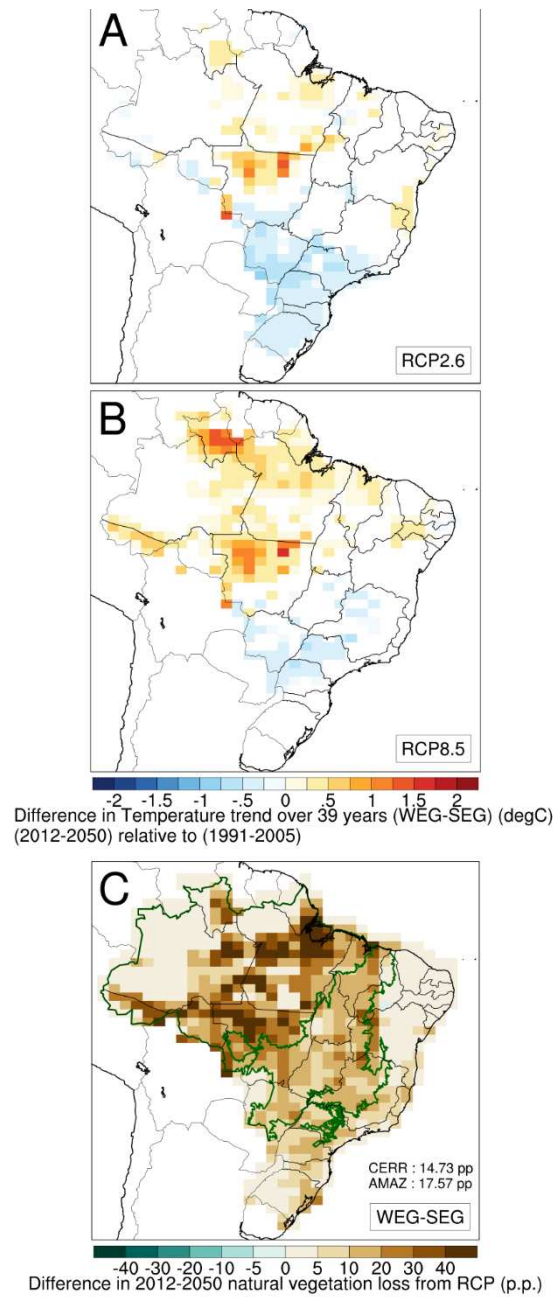 A
RCP2.6
B
RCP8.5
-2 -1.5 -1 -.5 0 .5 1 1.5 2
Difference in Temperature trend over 39 years (WEG-SEG) (degC)
(2012-2050) relative to (1991-2005)
C
CERR : 14.73 pp
AMAZ : 17.57 pp
WEG-SEG
-40 -30 -20 -10 -5 0 5 10 20 30 40
Difference in 2012-2050 natural vegetation loss from RCP (p.p.)